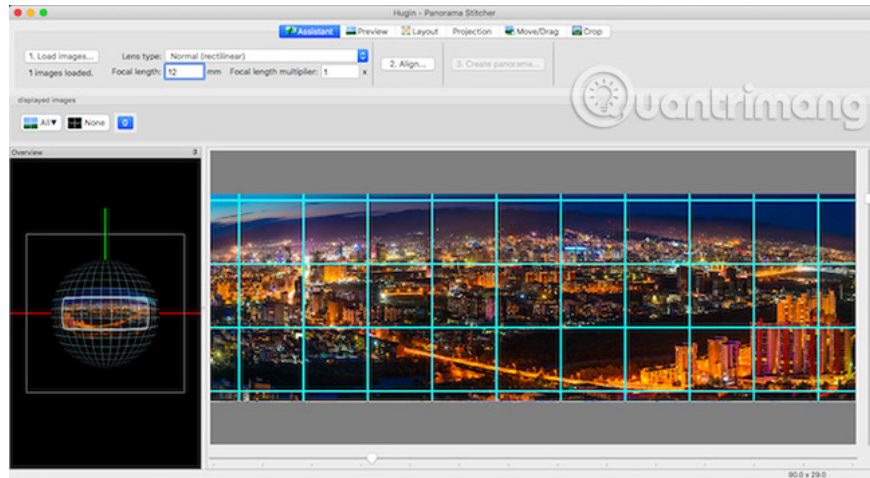 Hugin - Panorama Stitcher
Assistant Preview Layout Projection Move/Drag Crop
1. Load images... Lens type: Normal (rectilinear)
1 images loaded. Focal length: 12 mm Focal length multiplier: 1 x 2. Align... 3. Create panorama...
Quantrimang
displayed images
All None 0
Overview
90.0 x 29.0